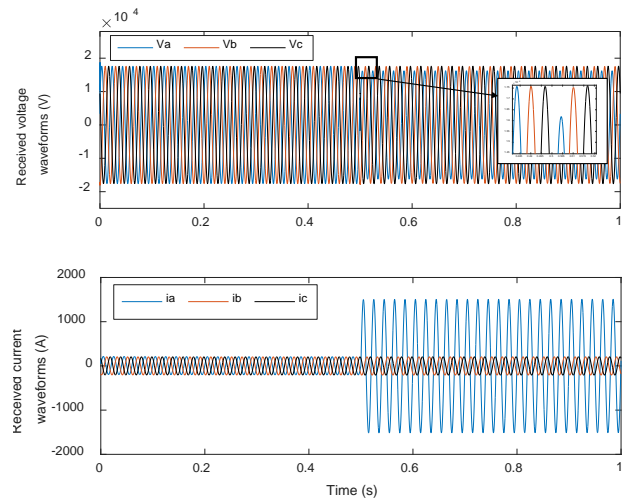 × 10⁴
Va Vb Vc
2
1
0
-1
-2
Received voltage
waveforms (V)
0 0.2 0.4 0.6 0.8 1
2000
1000
0
-1000
-2000
ia ib ic
Received current
waveforms (A)
0 0.2 0.4 0.6 0.8 1
Time (s)